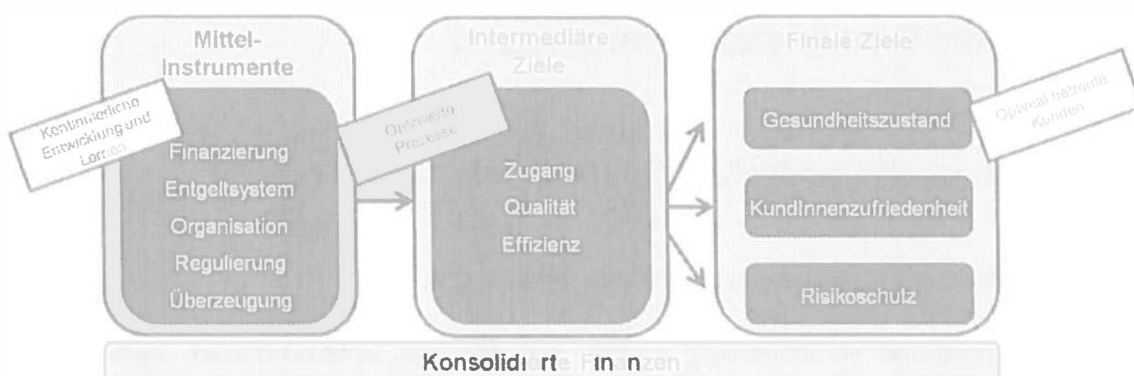 Mittel-
Instrumente
Intermediäre
Ziele
Finale Ziele
Kontinuierliche
Entwicklung und
Lernen
Optimierte
Prozesse
Optimal betreute
Kunden
Finanzierung
Entgeltsystem
Organisation
Regulierung
Überzeugung
Zugang
Qualität
Effizienz
Gesundheitszustand
KundInnenzufriedenheit
Risikoschutz
Finanzen